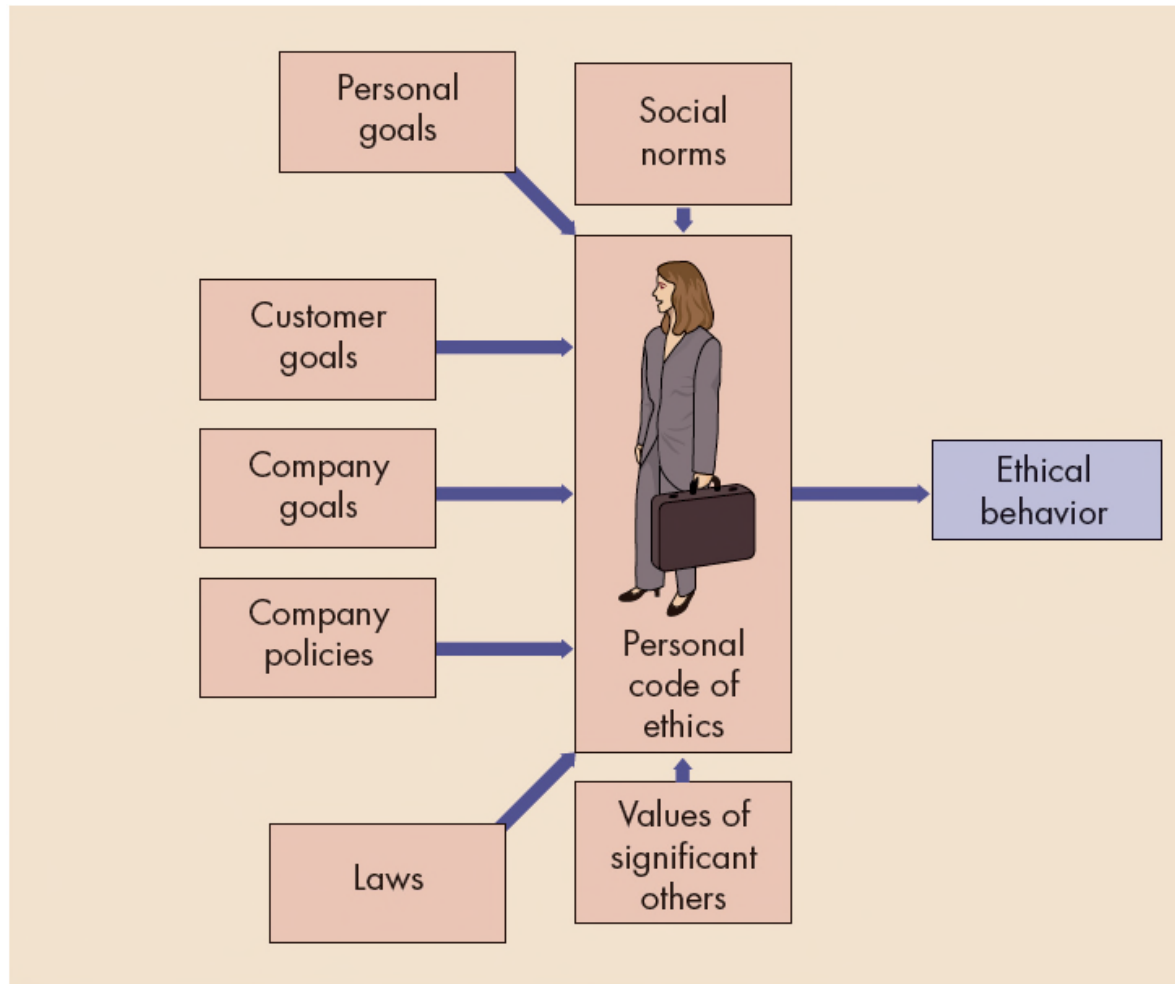 Personal
goals
Social
norms
Customer
goals
Company
goals
Company
policies
Laws
Personal
code of
ethics
Values of
significant
others
Ethical
behavior